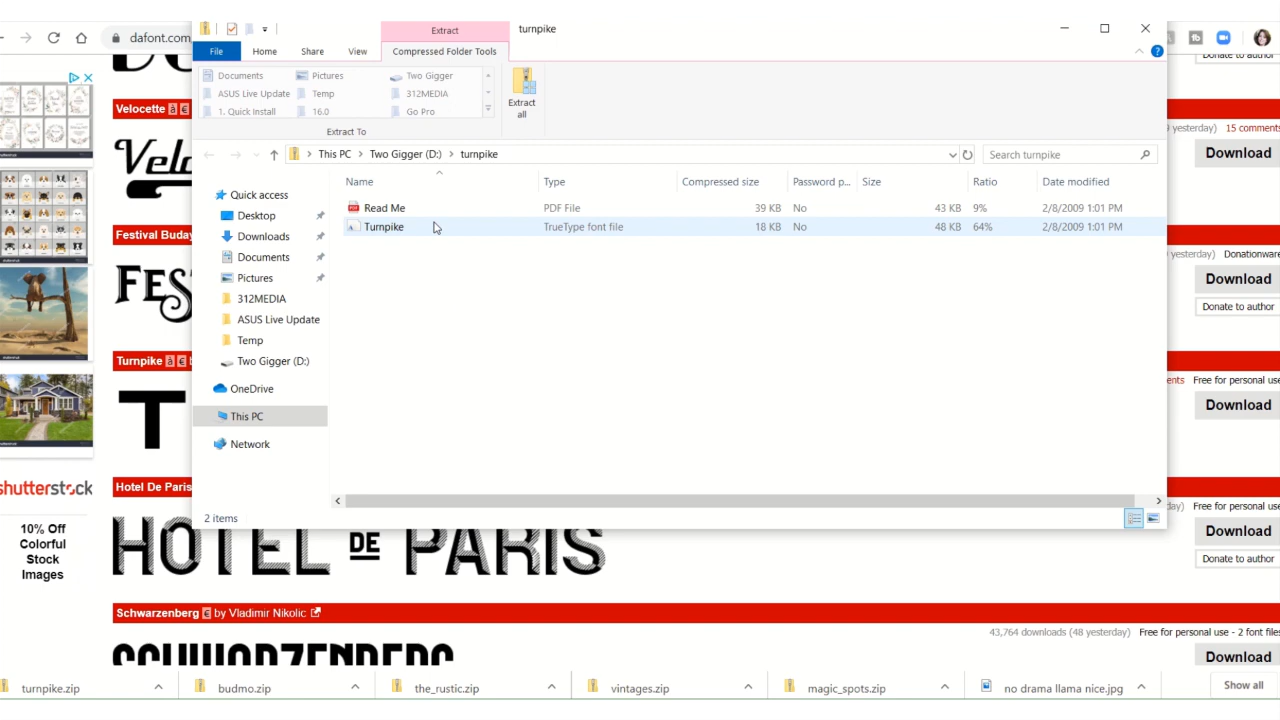 Extract
turnpike
dafont.com
File
Home
Share
View
Compressed Folder Tools
Donate to author
Documents
Pictures
Two Gigger
ASUS Live Update
Temp
312MEDIA
1. Quick Install
16.0
Go Pro
Extract all
Extract To
Velocette à €
yesterday) 15 comments
Download
This PC > Two Gigger (D:) > turnpike
Search turnpike
Name
Type
Compressed size
Password p...
Size
Ratio
Date modified
Read Me PDF File 39 KB No 43 KB 9% 2/8/2009 1:01 PM
Turnpike TrueType font file 18 KB No 48 KB 64% 2/8/2009 1:01 PM
Quick access
Desktop
Downloads
Documents
Pictures
312MEDIA
ASUS Live Update
Temp
Two Gigger (D:)
OneDrive
This PC
Network
2 items
Festival Buday
yesterday) Donationware
Download
Donate to author
Turnpike à €
ents Free for personal use
Download
Hotel De Paris
day) Free for personal use
HOTEL DE PARIS
Download
Donate to author
shutterstock
10% Off
Colorful
Stock
Images
Schwarzenberg € by Vladimir Nikolic
43,764 downloads (48 yesterday) Free for personal use - 2 font files
SCHWARZENBERG
Download
turnpike.zip
budmo.zip
the_rustic.zip
vintages.zip
magic_spots.zip
no drama llama nice.jpg
Show all